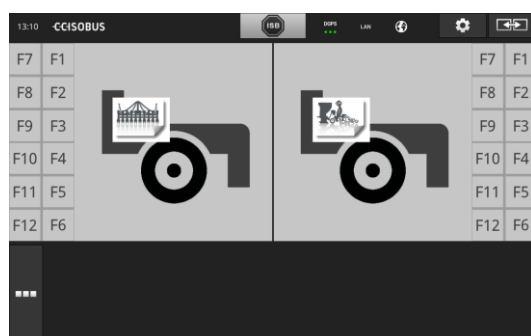 13:10 CCISOBUS ISB DGPS LAN
F7 F1 F7 F1
F8 F2 F8 F2
F9 F3 F9 F3
F10 F4 F10 F4
F11 F5 F11 F5
F12 F6 F12 F6